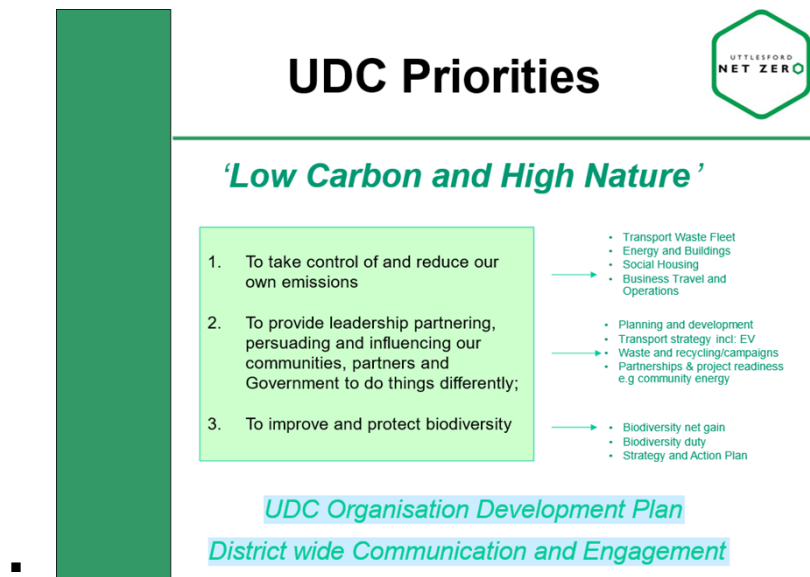 UDC Priorities
UTTLESFORD
NET ZERO
‘Low Carbon and High Nature’
1. To take control of and reduce our
own emissions
• Transport Waste Fleet
• Energy and Buildings
• Social Housing
• Business Travel and
Operations
2. To provide leadership partnering,
persuading and influencing our
communities, partners and
Government to do things differently;
• Planning and development
• Transport strategy incl: EV
• Waste and recycling/campaigns
• Partnerships & project readiness
e.g community energy
3. To improve and protect biodiversity
• Biodiversity net gain
• Biodiversity duty
• Strategy and Action Plan
UDC Organisation Development Plan
District wide Communication and Engagement